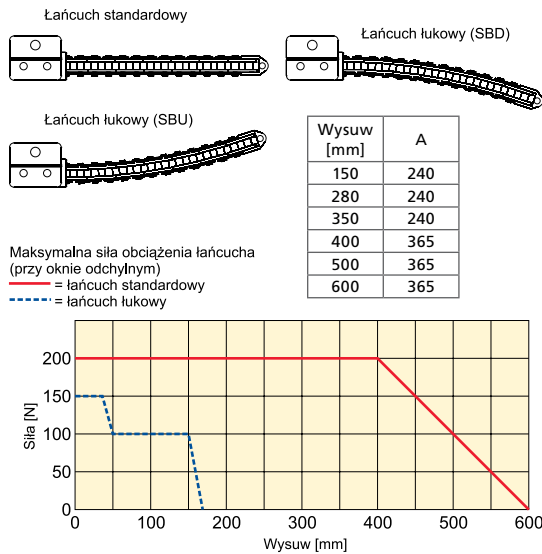 Łańcuch standardowy
Łańcuch łukowy (SBD)
Łańcuch łukowy (SBU)
Wysuw [mm] A
150 240
280 240
350 240
400 365
500 365
600 365
Maksymalna siła obciążenia łańcucha
(przy oknie odchylnym)
= łańcuch standardowy
= łańcuch łukowy
200
150
100
50
0
Siła [N]
0 100 200 300 400 500 600
Wysuw [mm]